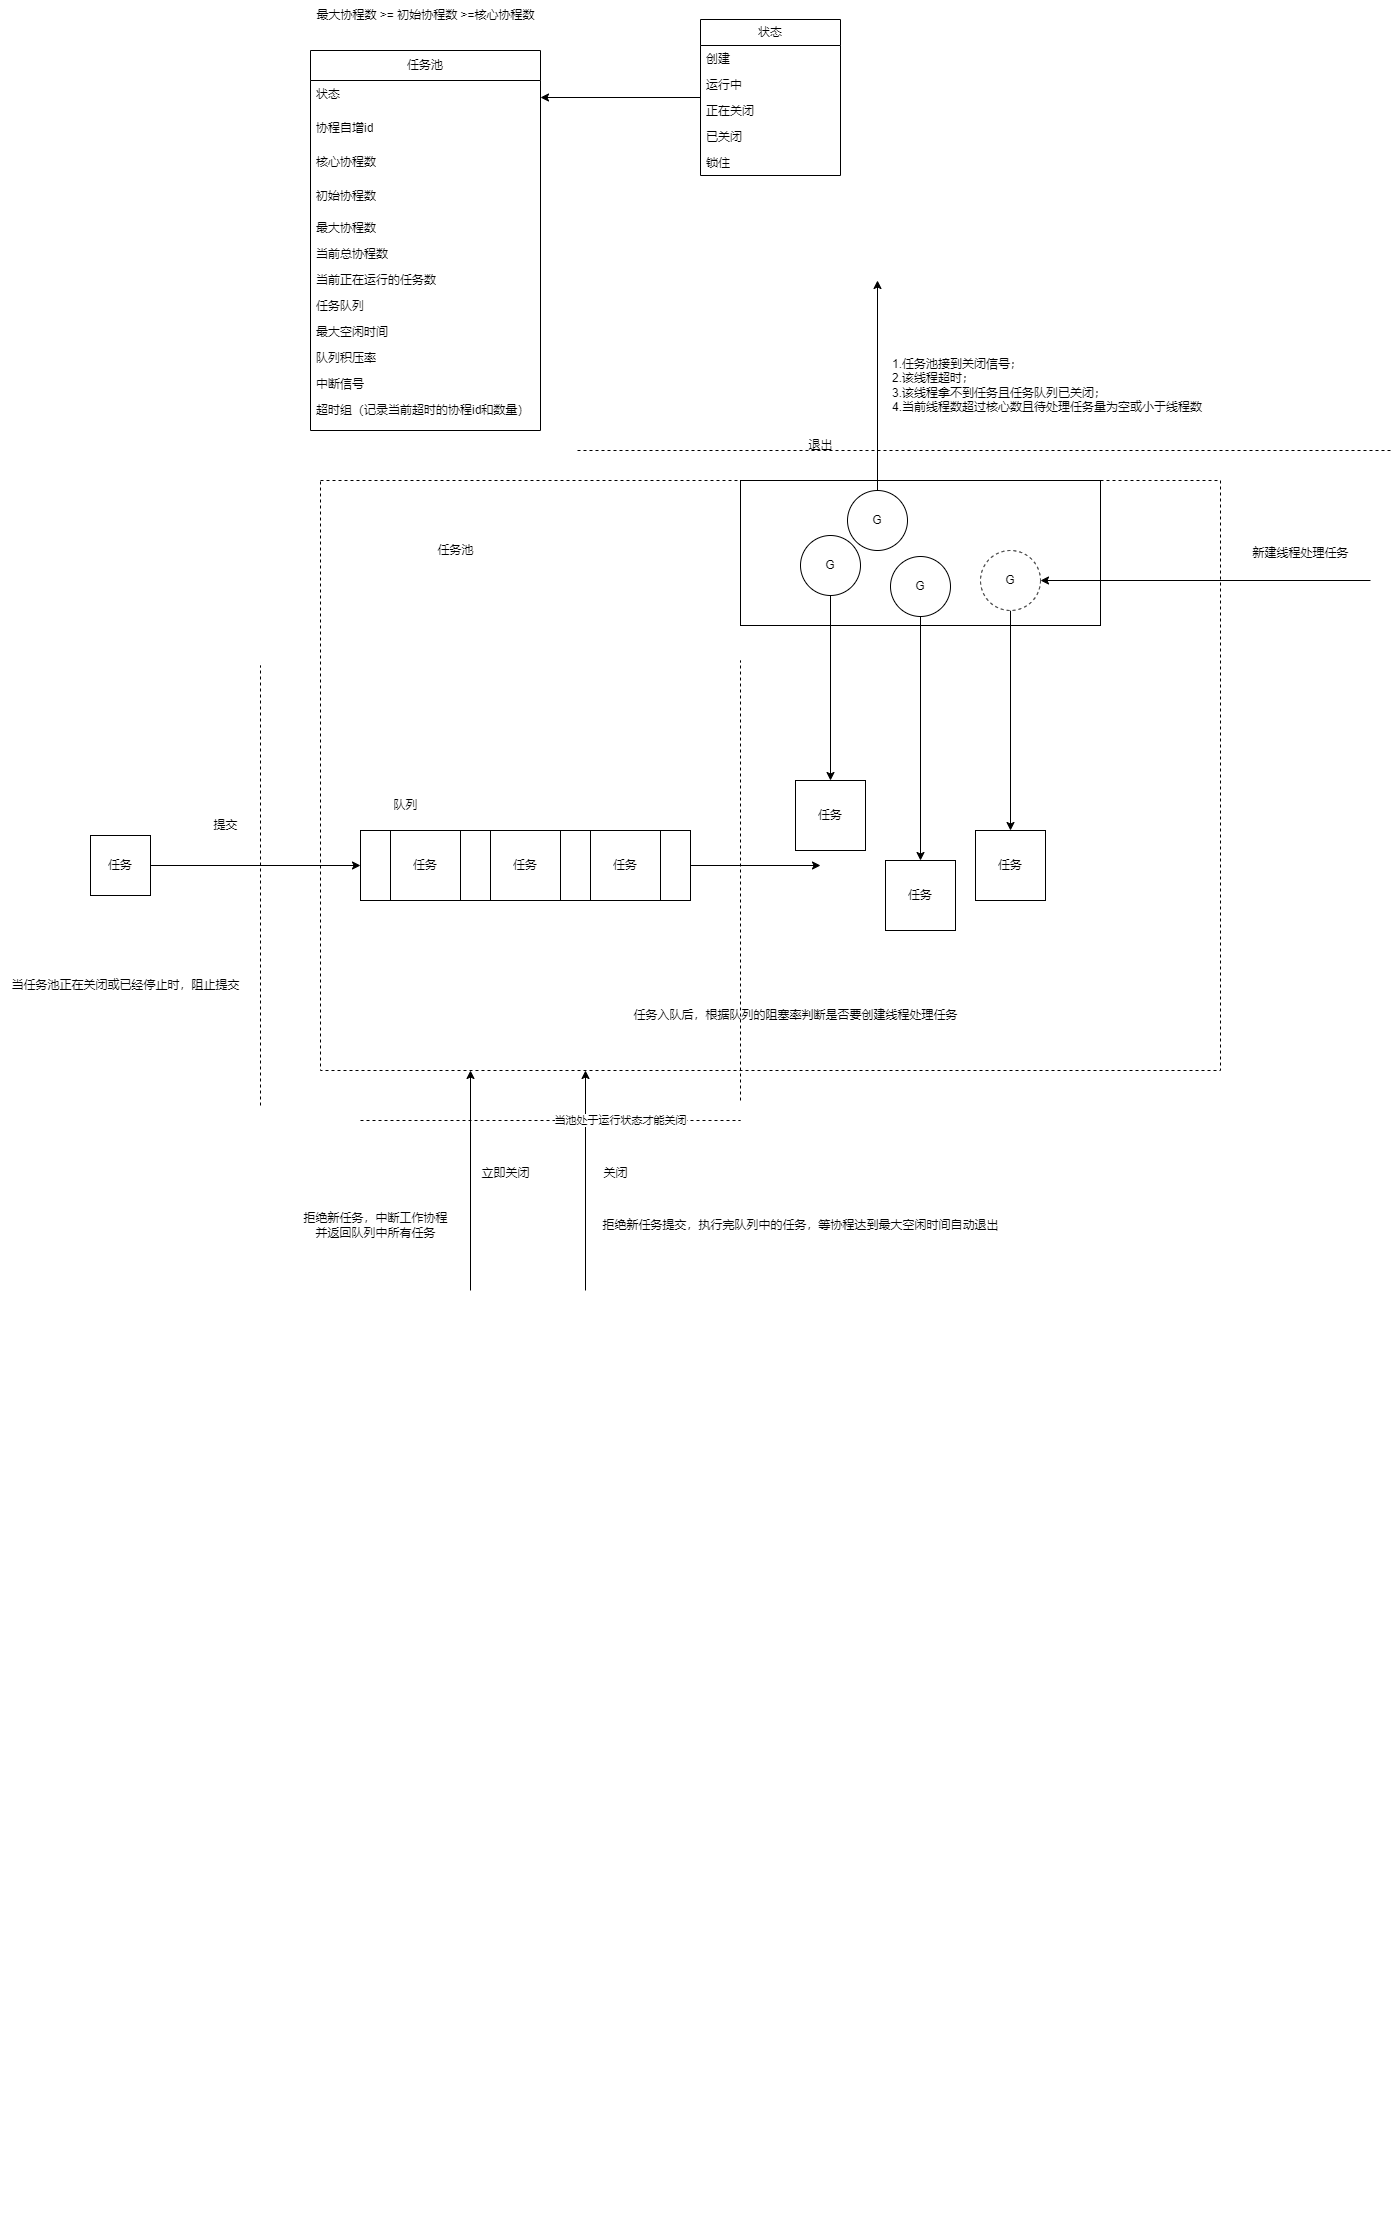 最大协程数 >= 初始协程数 >=核心协程数
任务池
状态
协程自增id
核心协程数
初始协程数
最大协程数
当前总协程数
当前正在运行的任务数
任务队列
最大空闲时间
队列积压率
中断信号
超时组（记录当前超时的协程id和数量）
状态
创建
运行中
正在关闭
已关闭
锁住
1.任务池接到关闭信号；
2.该线程超时；
3.该线程拿不到任务且任务队列已关闭；
4.当前线程数超过核心数且待处理任务量为空或小于线程数
退出
任务池
G
G
G
G
新建线程处理任务
提交
队列
任务
任务
任务
任务
任务
任务
任务
当任务池正在关闭或已经停止时，阻止提交
任务入队后，根据队列的阻塞率判断是否要创建线程处理任务
当池处于运行状态才能关闭
立即关闭
关闭
拒绝新任务，中断工作协程
并返回队列中所有任务
拒绝新任务提交，执行完队列中的任务，等协程达到最大空闲时间自动退出